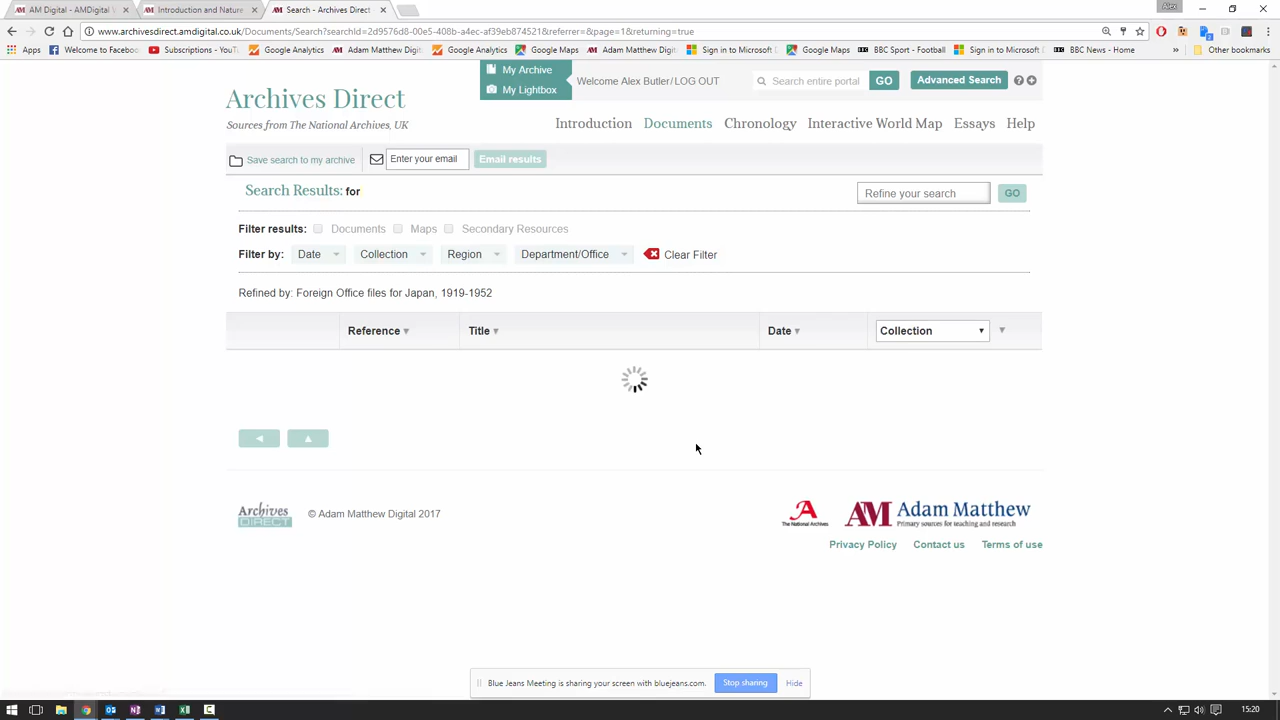 AM Digital - AMDigital
Introduction and Nature
Search - Archives Direct
Alex
www.archivesdirect.amdigital.co.uk/Documents/Search?searchId=2d9576d8-00e5-408b-a4ec-af39eb874521&referrer=&page=1&returning=true
Apps Welcome to Facebook Subscriptions - YouTu Google Analytics Adam Matthew Digit Google Analytics Google Maps Adam Matthew Digit Sign in to Microsoft Google Maps BBC Sport - Football Sign in to Microsoft BBC News - Home » Other bookmarks
My Archive
My Lightbox
Welcome Alex Butler/LOG OUT
Search entire portal
GO
Advanced Search
Archives Direct
Sources from The National Archives, UK
Introduction Documents Chronology Interactive World Map Essays Help
Save search to my archive
Enter your email
Email results
Search Results: for
Refine your search
GO
Filter results: Documents Maps Secondary Resources
Filter by: Date Collection Region Department/Office Clear Filter
Refined by: Foreign Office files for Japan, 1919-1952
Reference Title Date Collection
Archives
DIRECT
© Adam Matthew Digital 2017
A
The National Archives
AM Adam Matthew
Primary sources for teaching and research
Privacy Policy Contact us Terms of use
Blue Jeans Meeting is sharing your screen with bluejeans.com. Stop sharing Hide
15:20